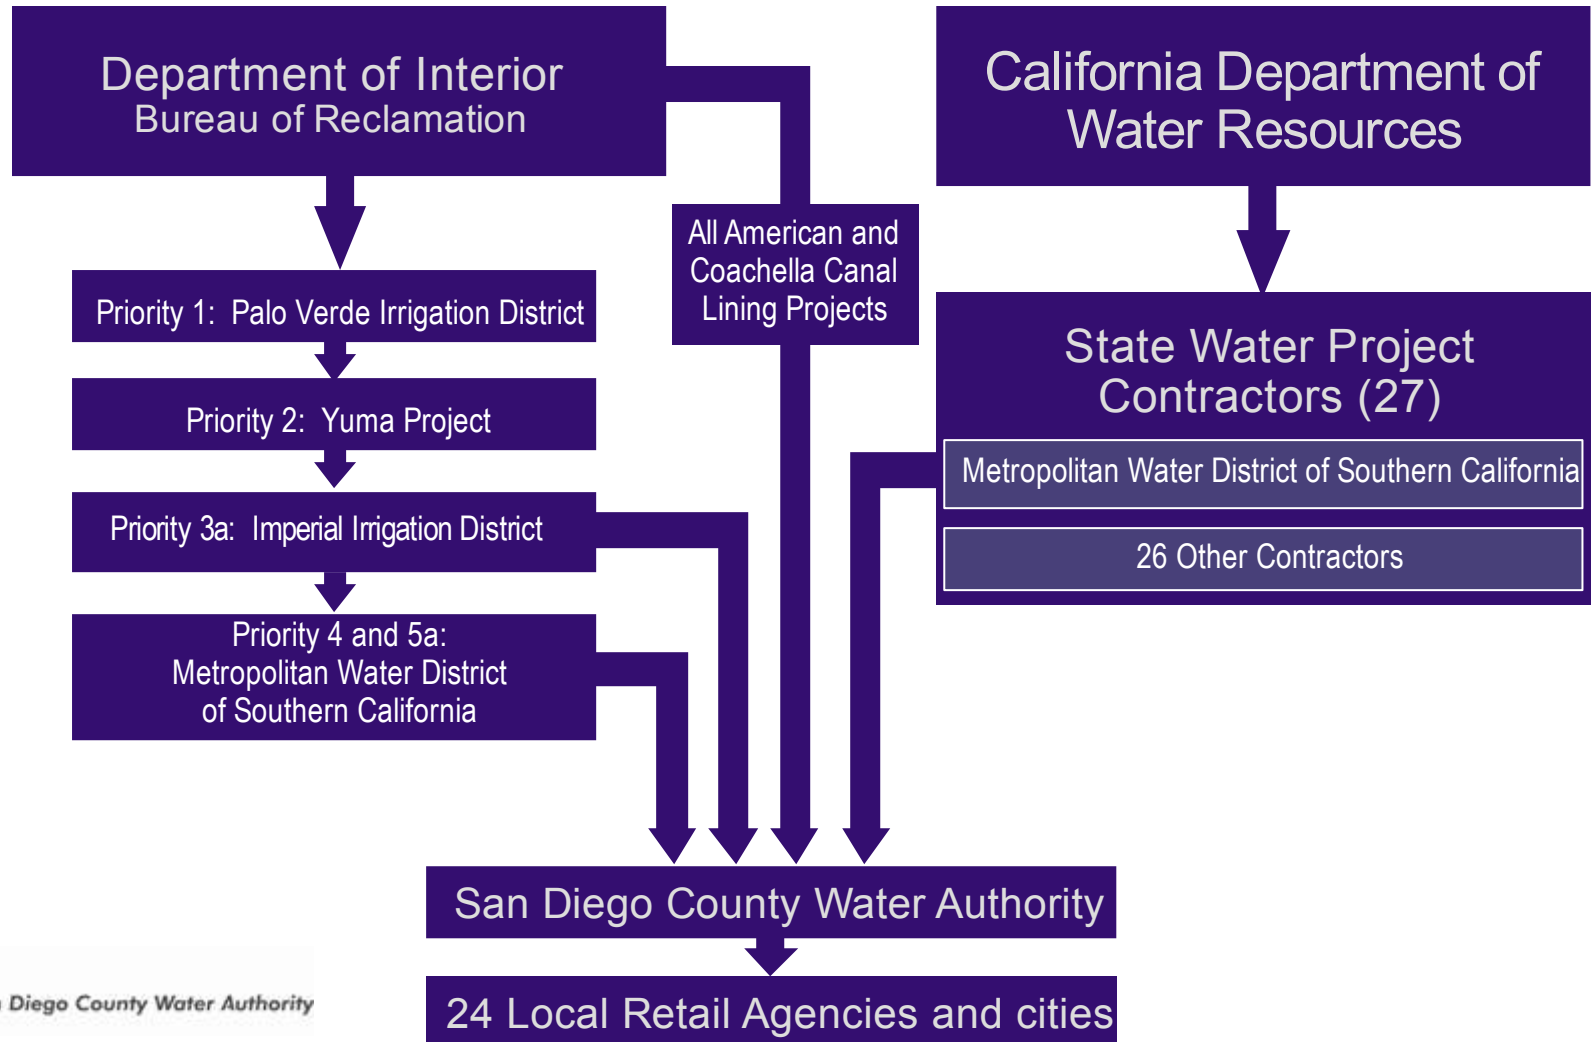 Department of Interior
Bureau of Reclamation
California Department of
Water Resources
All American and
Coachella Canal
Lining Projects
Priority 1: Palo Verde Irrigation District
Priority 2: Yuma Project
Priority 3a: Imperial Irrigation District
Priority 4 and 5a:
Metropolitan Water District
of Southern California
State Water Project
Contractors (27)
Metropolitan Water District of Southern California
26 Other Contractors
San Diego County Water Authority
24 Local Retail Agencies and cities
Diego County Water Authority